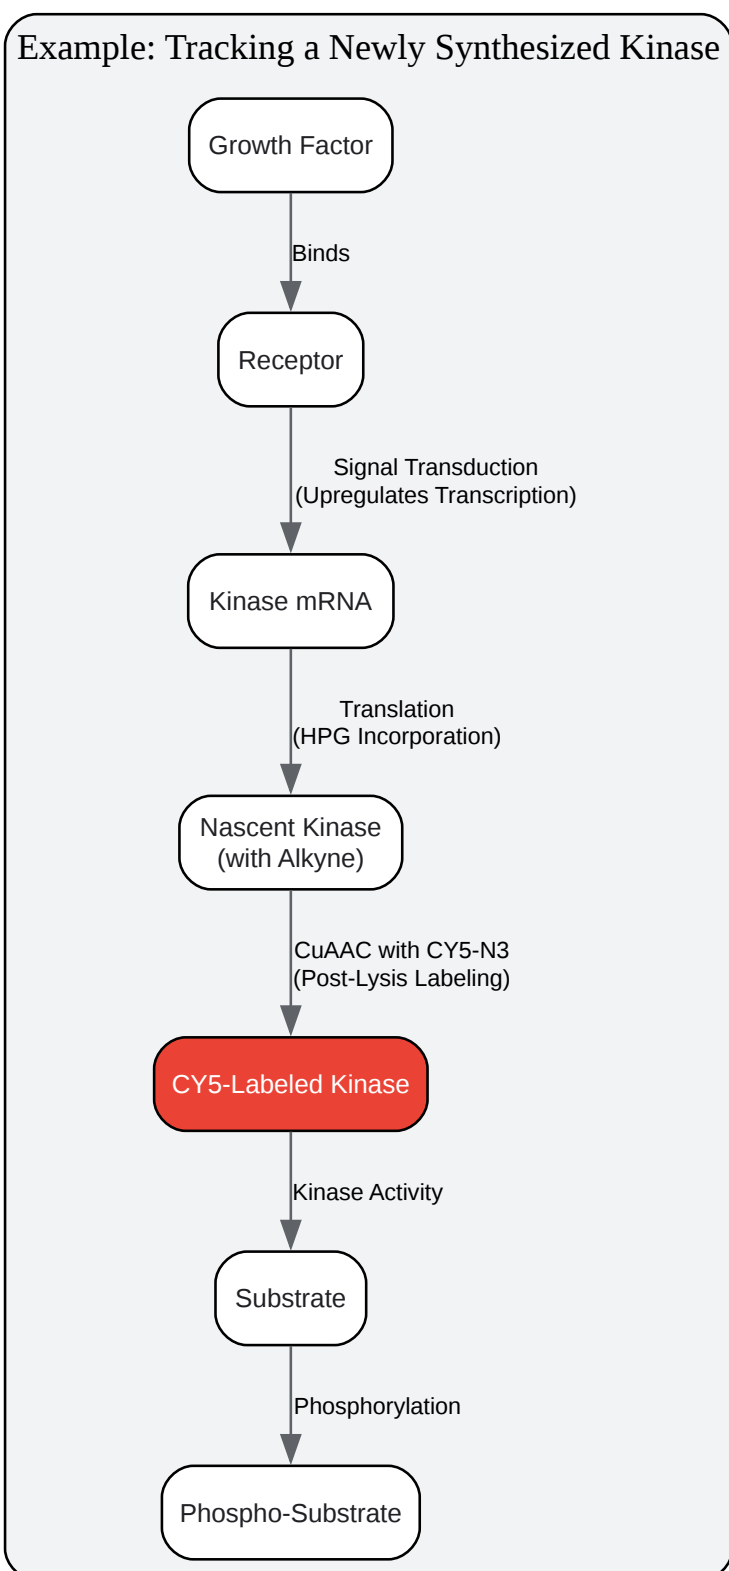 Example: Tracking a Newly Synthesized Kinase
Growth Factor
Binds
Receptor
Signal Transduction
(Upregulates Transcription)
Kinase mRNA
Translation
(HPG Incorporation)
Nascent Kinase
(with Alkyne)
CuAAC with CY5-N3
(Post-Lysis Labeling)
CY5-Labeled Kinase
Kinase Activity
Substrate
Phosphorylation
Phospho-Substrate